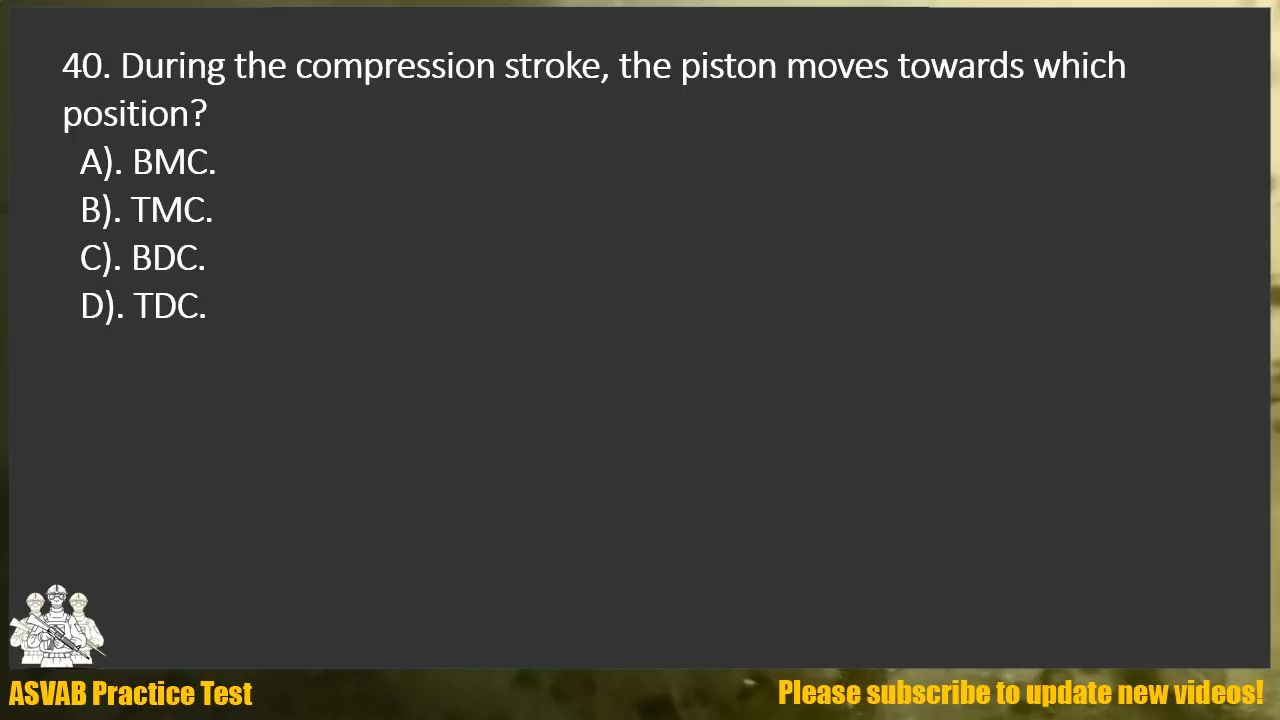 40. During the compression stroke, the piston moves towards which
position?
A). BMC.
B). TMC.
C). BDC.
D). TDC.
ASVAB Practice Test
Please subscribe to update new videos!